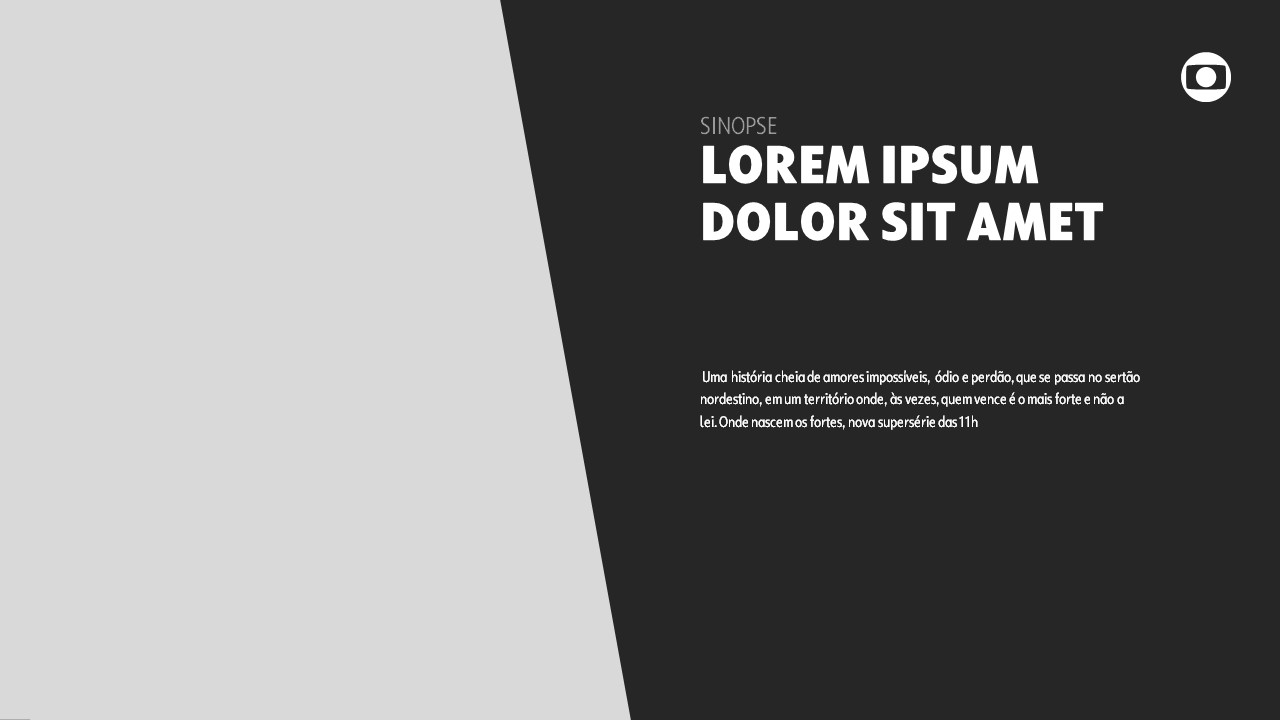 SINOPSE
LOREM IPSUM
DOLOR SIT AMET
Uma história cheia de amores impossíveis, ódio e perdão, que se passa no sertão
nordestino, em um território onde, às vezes, quem vence é o mais forte e não a
lei. Onde nascem os fortes, nova supersérie das 11h